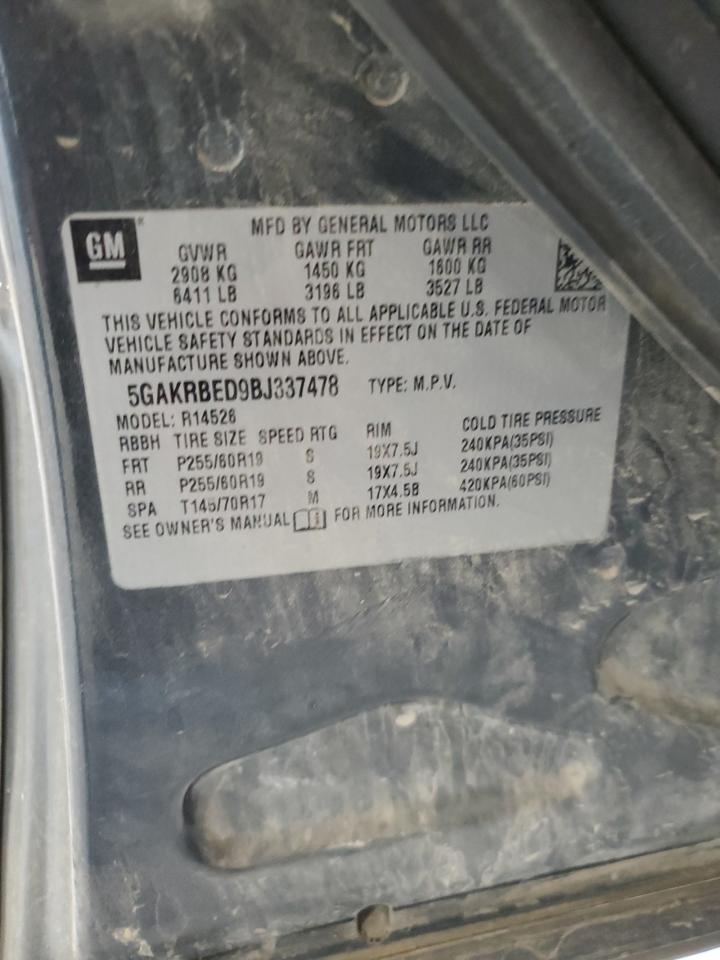 GM
MFD BY GENERAL MOTORS LLC
GVWR GAWR FRT GAWR RR
2908 KG 1450 KG 1600 KG
6411 LB 3196 LB 3527 LB
THIS VEHICLE CONFORMS TO ALL APPLICABLE U.S. FEDERAL MOTOR
VEHICLE SAFETY STANDARDS IN EFFECT ON THE DATE OF
MANUFACTURE SHOWN ABOVE.
5GAKRBED9BJ337478 TYPE: M.P.V.
MODEL: R14526
RBBH TIRE SIZE SPEED RTG RIM COLD TIRE PRESSURE
FRT P255/60R19 S 19X7.5J 240KPA(35PSI)
RR P255/60R19 S 19X7.5J 240KPA(35PSI)
SPA T145/70R17 M 17X4.5B 420KPA(60PSI)
SEE OWNER'S MANUAL FOR MORE INFORMATION.